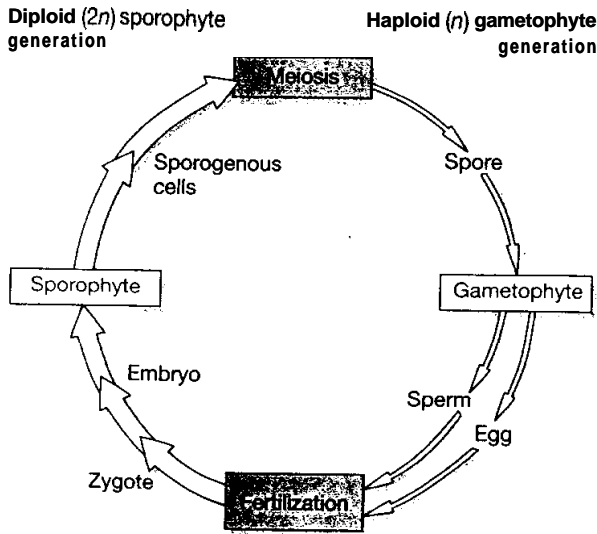 Diploid (2n) sporophyte
generation
Haploid (n) gametophyte
generation
Meiosis
Spore
Sporogenous
cells
Sporophyte
Gametophyte
Embryo
Sperm
Egg
Zygote
Fertilization